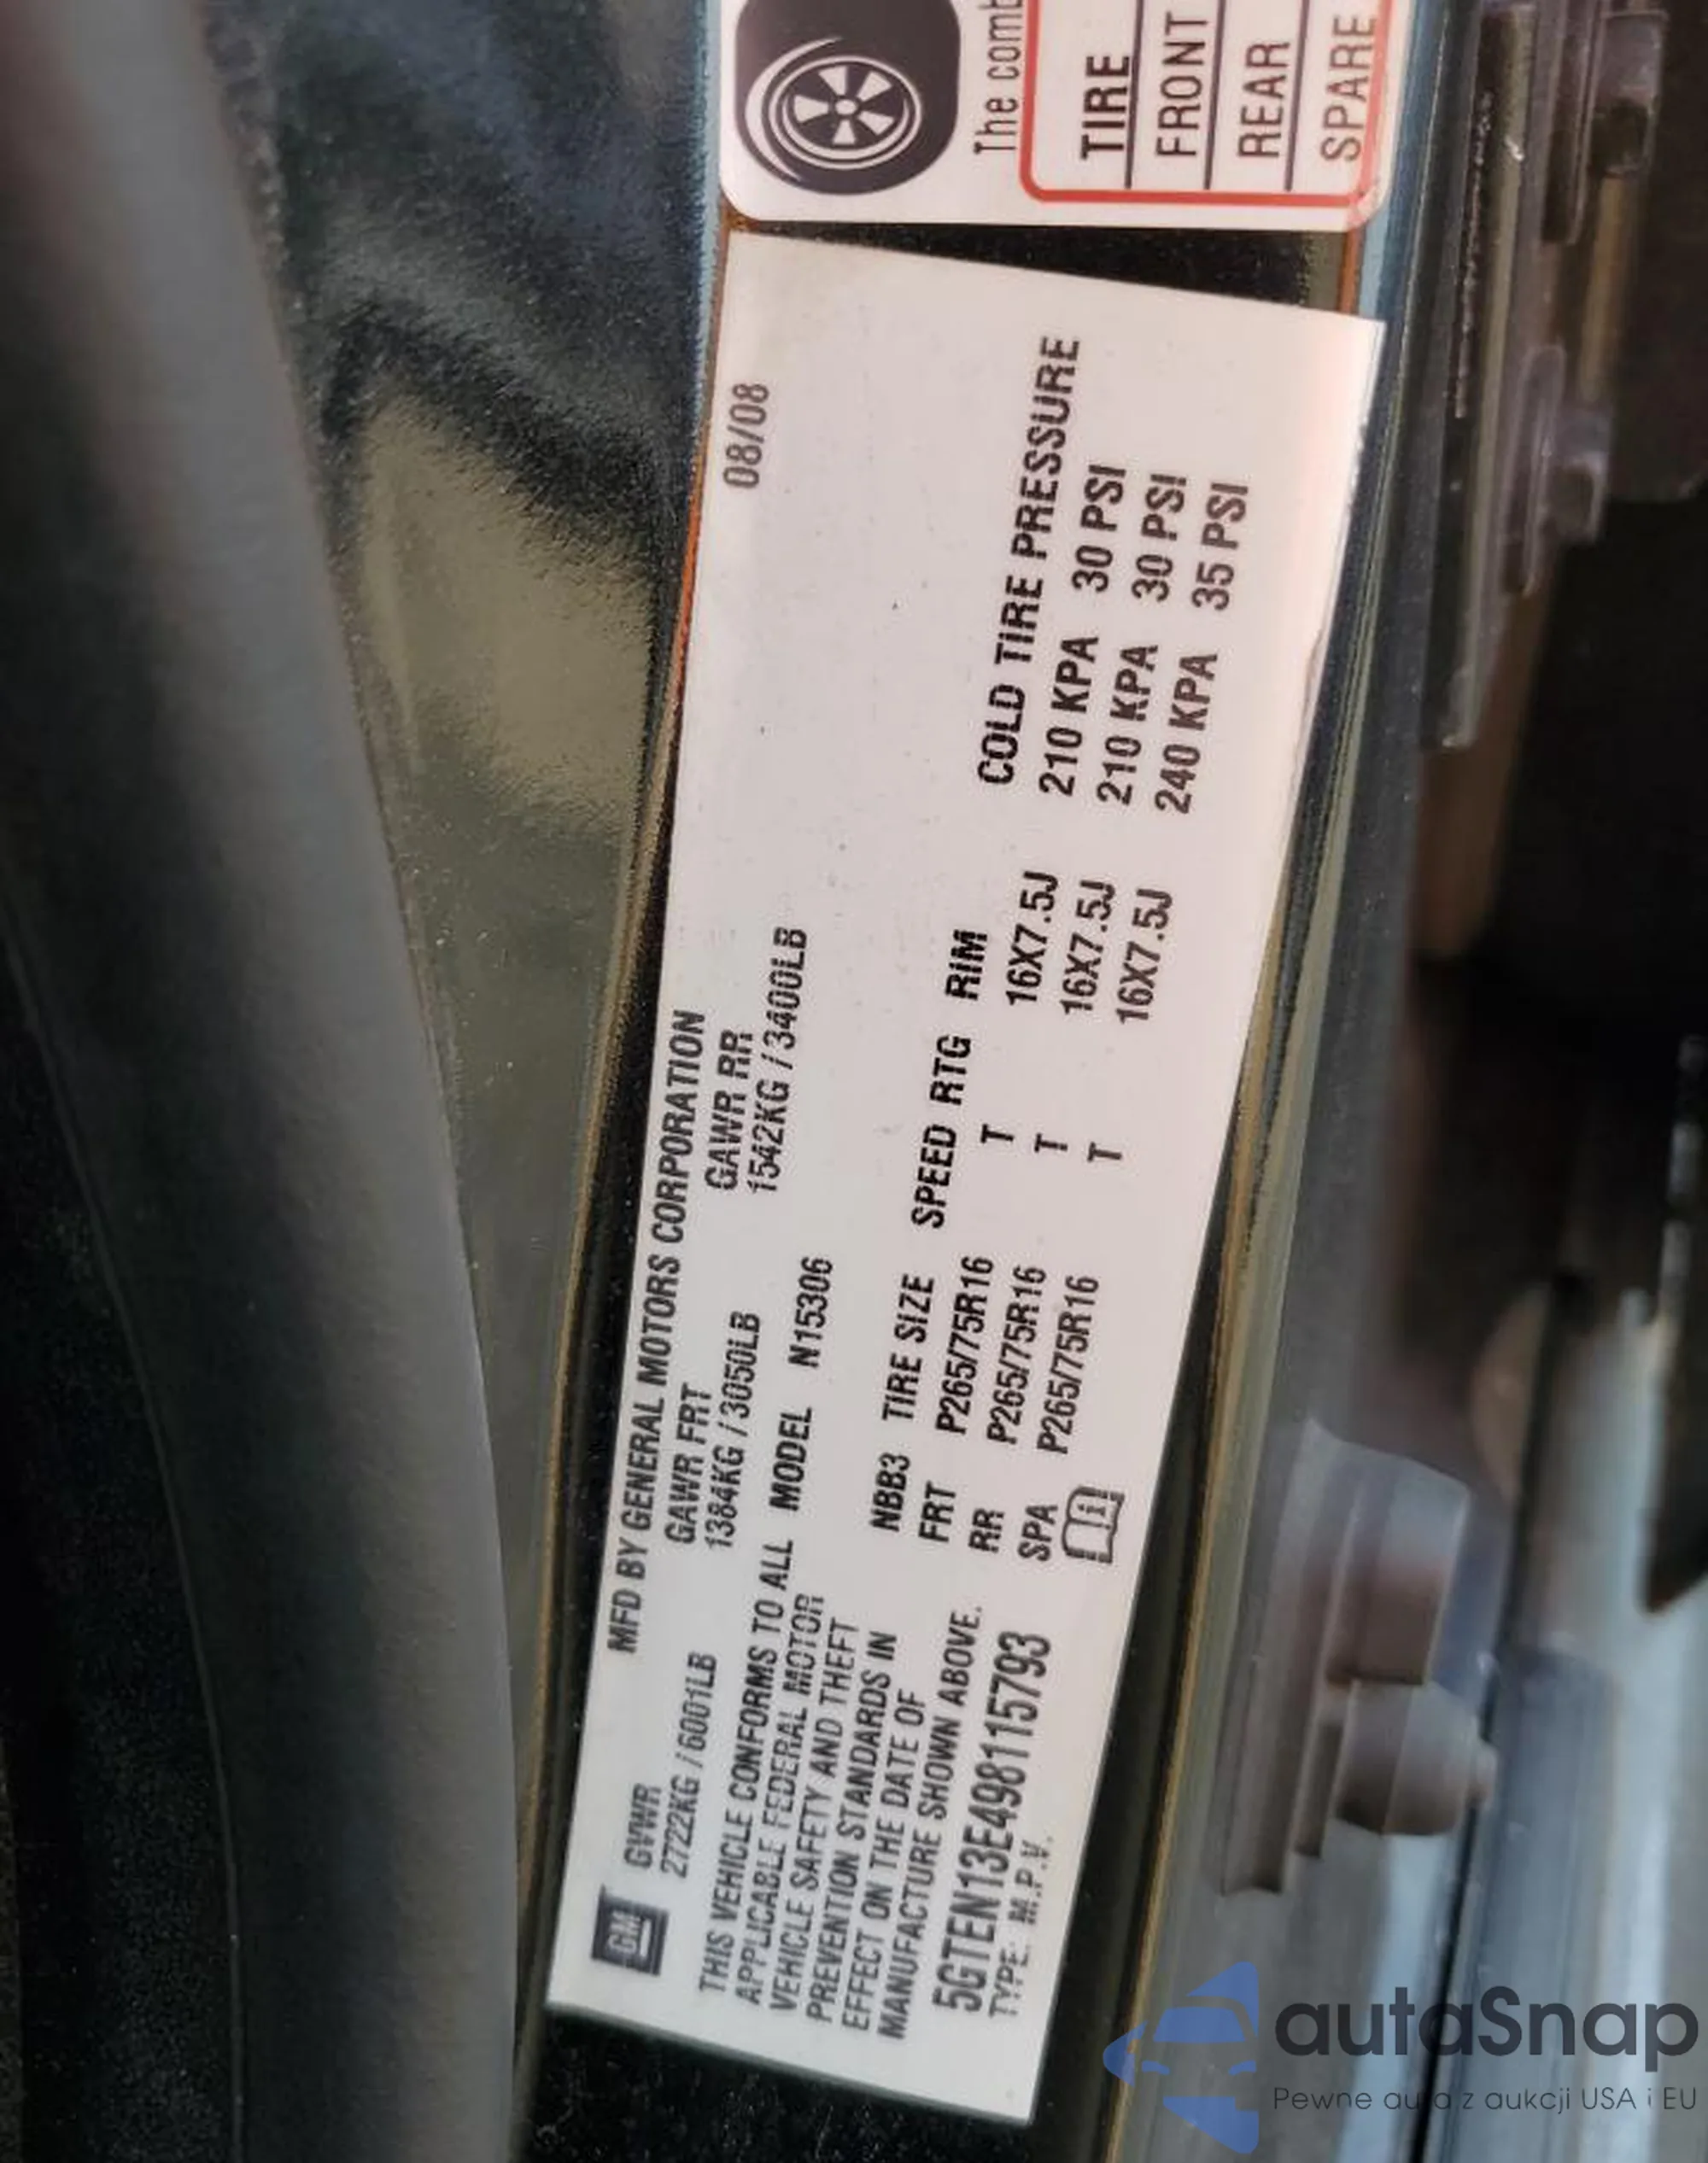 MFD BY GENERAL MOTORS CORPORATION 08/08
GM
GVWR GAWR FRT GAWR RR
2722KG / 6001LB 1384KG / 3050LB 1542KG / 3400LB
THIS VEHICLE CONFORMS TO ALL MODEL N15306
APPLICABLE FEDERAL MOTOR
VEHICLE SAFETY AND THEFT
PREVENTION STANDARDS IN
EFFECT ON THE DATE OF
MANUFACTURE SHOWN ABOVE.
5GTEN13E498115793
TYPE: M.P.V.
NBB3 TIRE SIZE SPEED RTG RIM COLD TIRE PRESSURE
FRT P265/75R16 T 16X7.5J 210 KPA 30 PSI
RR P265/75R16 T 16X7.5J 210 KPA 30 PSI
SPA P265/75R16 T 16X7.5J 240 KPA 35 PSI
The comb
TIRE
FRONT
REAR
SPARE
autaSnap
Pewne auta z aukcji USA i EU